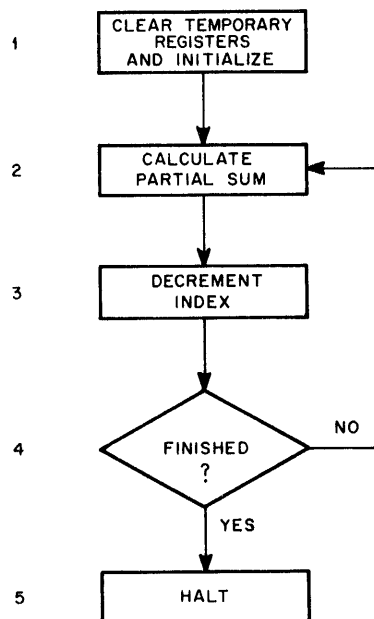 1
CLEAR TEMPORARY
REGISTERS
AND INITIALIZE
2
CALCULATE
PARTIAL SUM
3
DECREMENT
INDEX
4
FINISHED
?
NO
YES
5
HALT